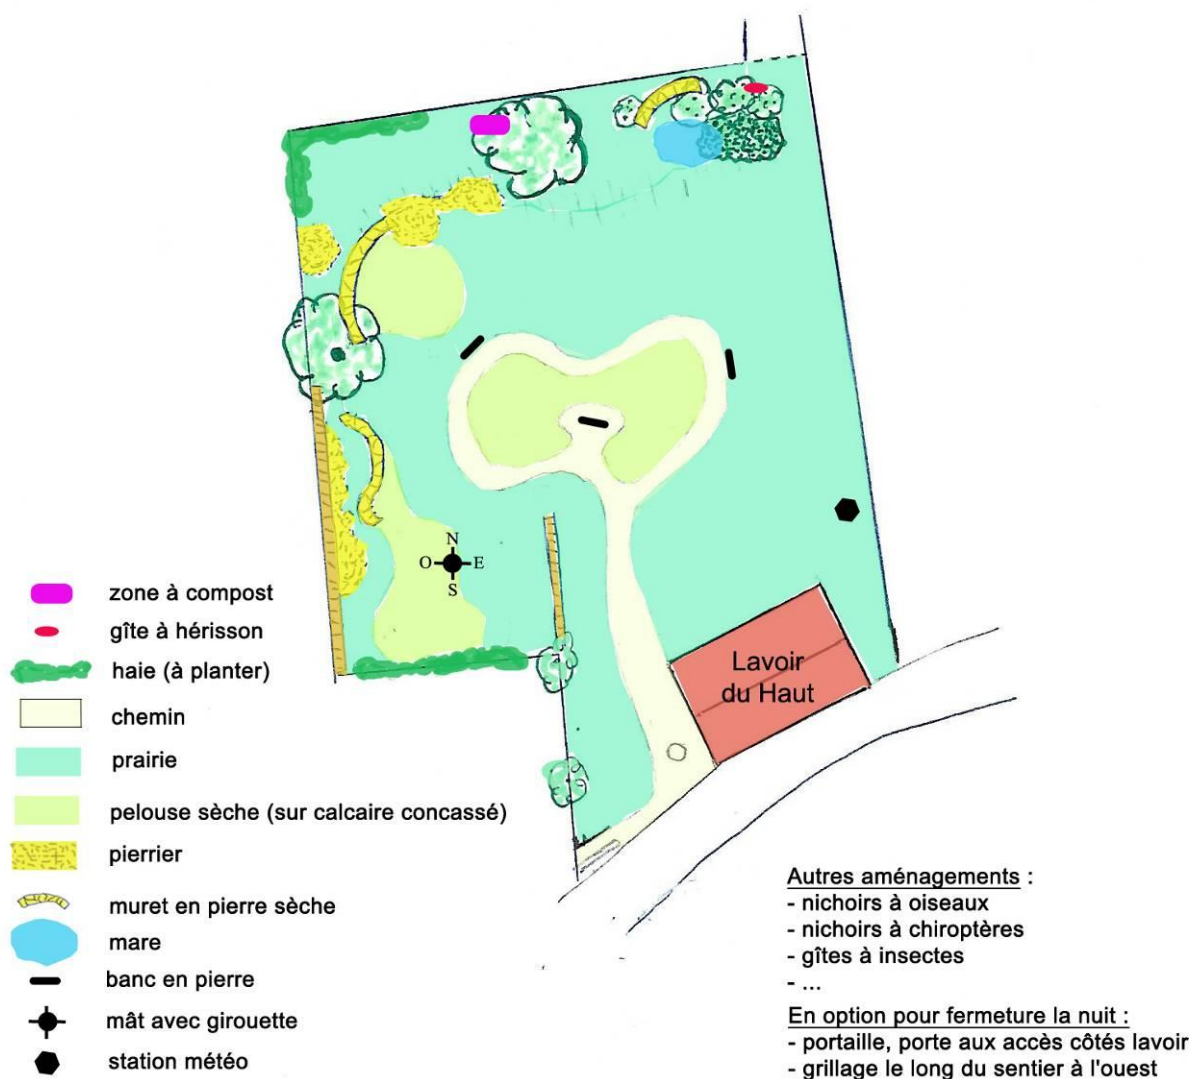 N
O E
S
Lavoir
du Haut
zone à compost
gîte à hérisson
haie (à planter)
chemin
prairie
pelouse sèche (sur calcaire concassé)
pierrier
muret en pierre sèche
mare
banc en pierre
mât avec girouette
station météo
Autres aménagements :
- nichoirs à oiseaux
- nichoirs à chiroptères
- gîtes à insectes
- ...
En option pour fermeture la nuit :
- portaille, porte aux accès côtés lavoir
- grillage le long du sentier à l'ouest